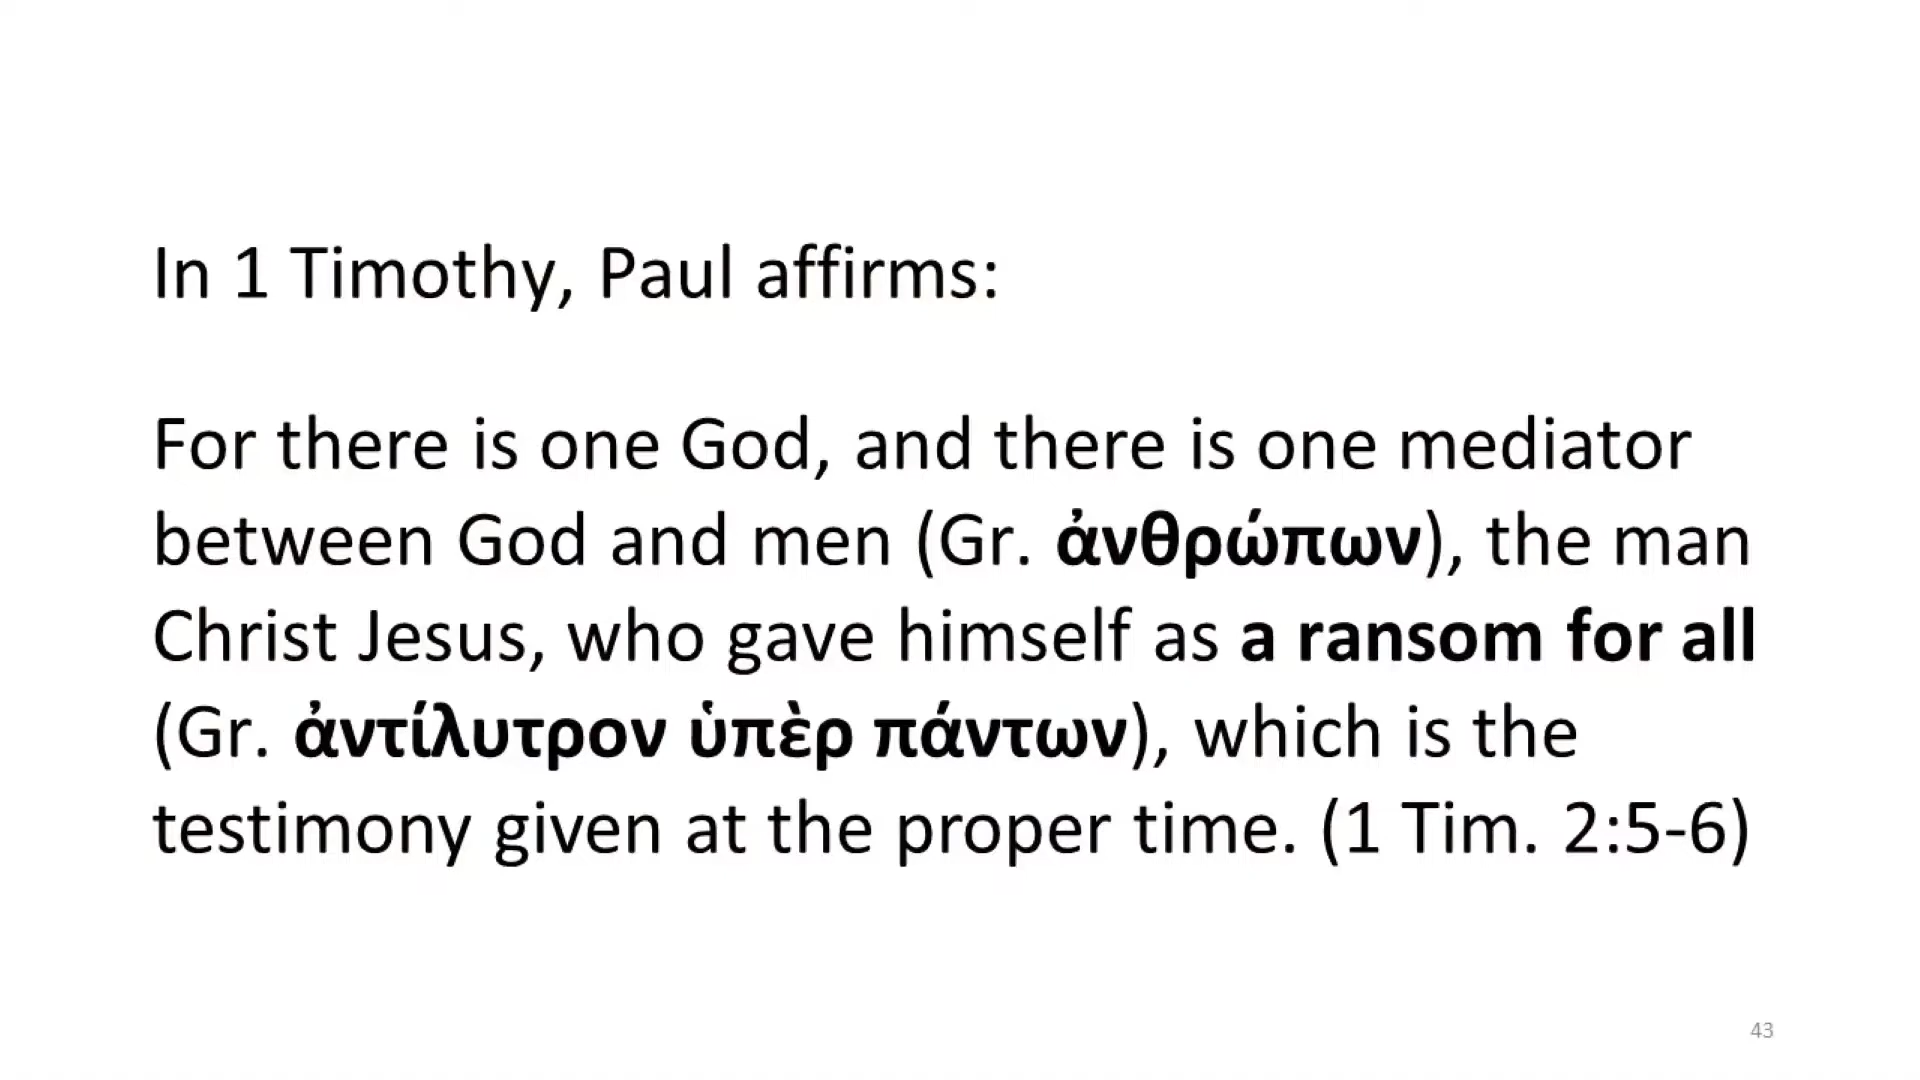 In 1 Timothy, Paul affirms:
For there is one God, and there is one mediator
between God and men (Gr. ἀνθρώπων), the man
Christ Jesus, who gave himself as a ransom for all
(Gr. ἀντίλυτρον ὑπὲρ πάντων), which is the
testimony given at the proper time. (1 Tim. 2:5-6)
43